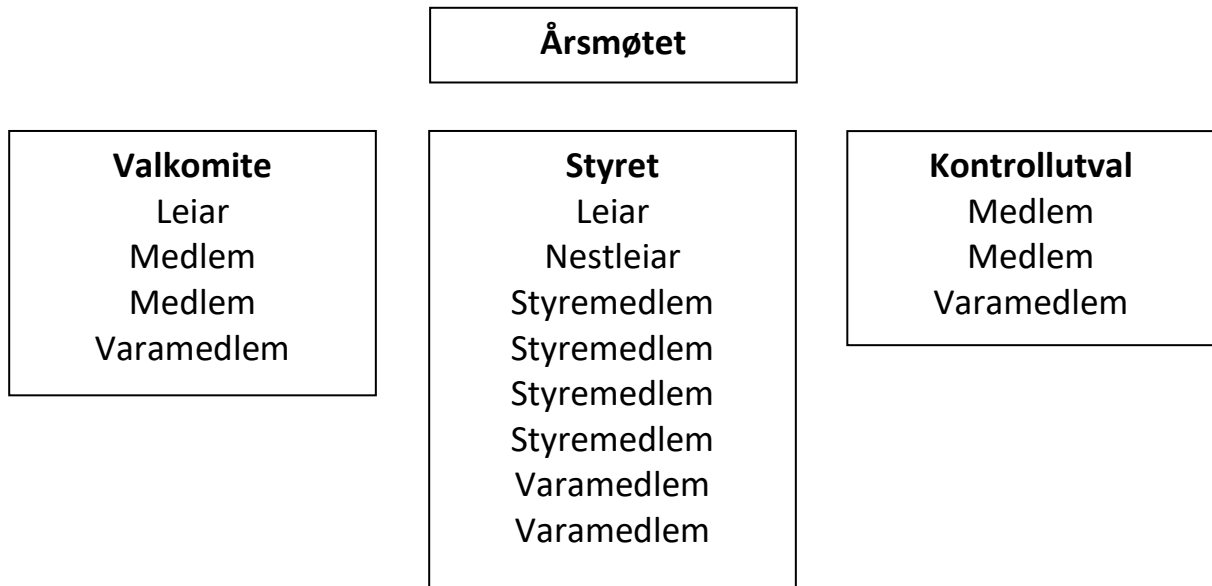 Årsmøtet
Valkomite
Leiar
Medlem
Medlem
Varamedlem
Styret
Leiar
Nestleiar
Styremedlem
Styremedlem
Styremedlem
Styremedlem
Varamedlem
Varamedlem
Kontrollutval
Medlem
Medlem
Varamedlem